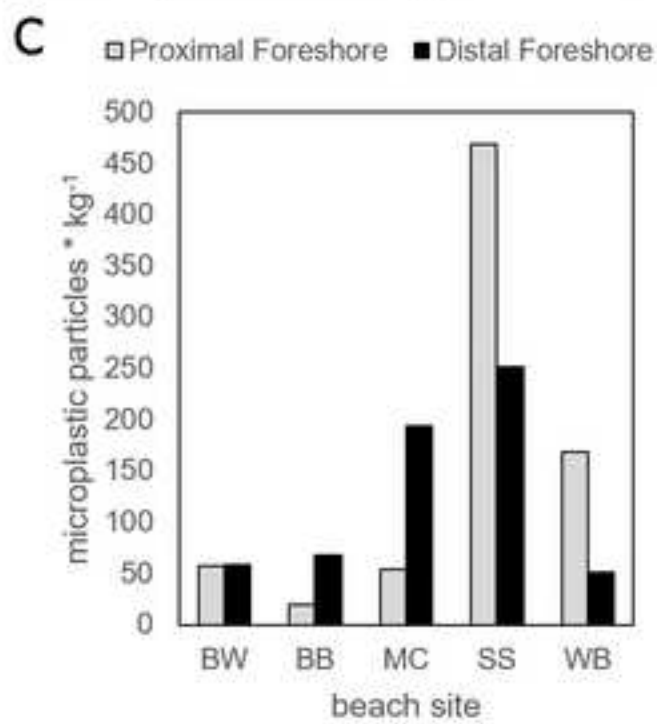 C
Proximal Foreshore Distal Foreshore
500
450
400
350
300
250
200
150
100
50
0
microplastic particles * kg⁻¹
BW BB MC SS WB
beach site